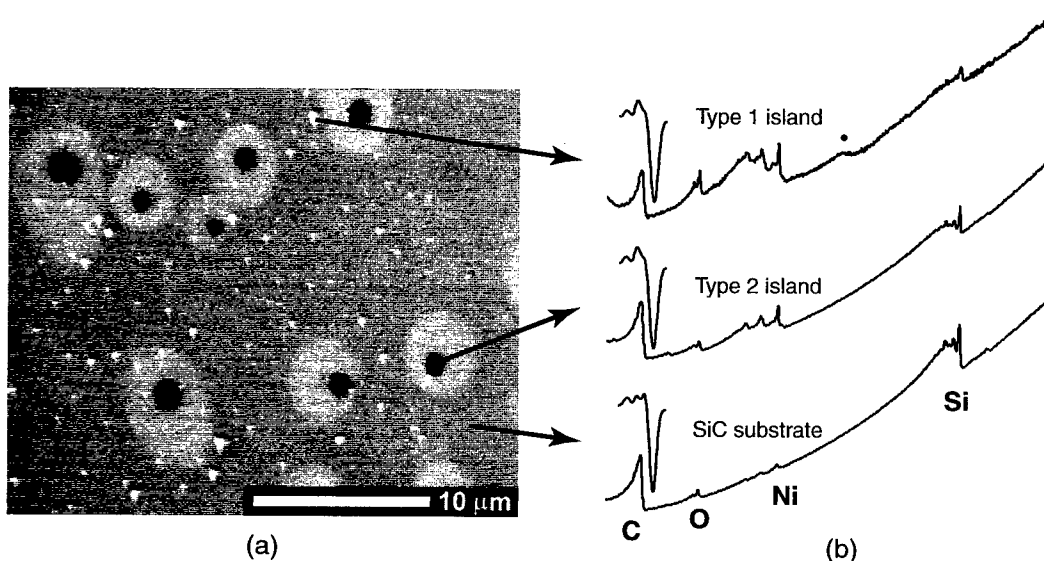 10 μm
(a)
Type 1 island
Type 2 island
SiC substrate
C
O
Ni
Si
(b)